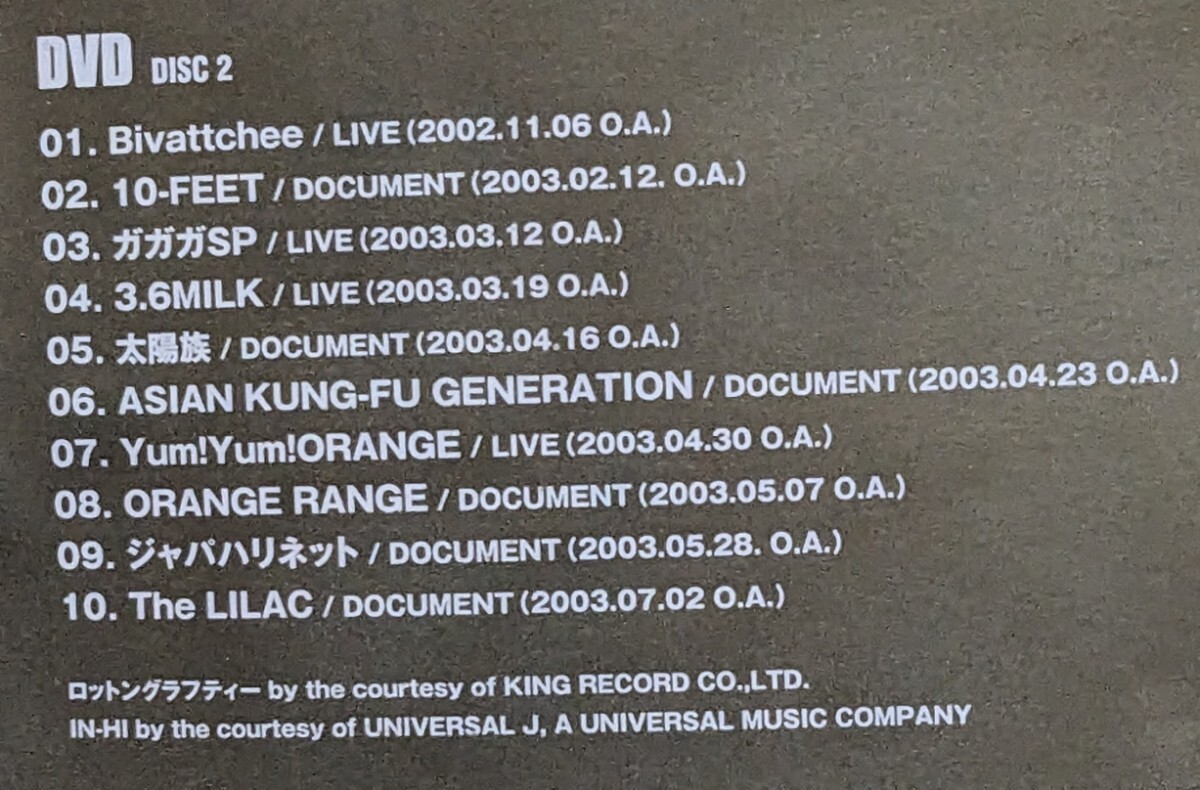 DVD DISC 2
01. Bivattchee / LIVE (2002.11.06 O.A.)
02. 10-FEET / DOCUMENT (2003.02.12. O.A.)
03. ガガガSP / LIVE (2003.03.12 O.A.)
04. 3.6MILK / LIVE (2003.03.19 O.A.)
05. 太陽族 / DOCUMENT (2003.04.16 O.A.)
06. ASIAN KUNG-FU GENERATION / DOCUMENT (2003.04.23 O.A.)
07. Yum!Yum!ORANGE / LIVE (2003.04.30 O.A.)
08. ORANGE RANGE / DOCUMENT (2003.05.07 O.A.)
09. ジャパハリネット / DOCUMENT (2003.05.28. O.A.)
10. The LILAC / DOCUMENT (2003.07.02 O.A.)
ロットングラフティー by the courtesy of KING RECORD CO.,LTD.
IN-HI by the courtesy of UNIVERSAL J, A UNIVERSAL MUSIC COMPANY